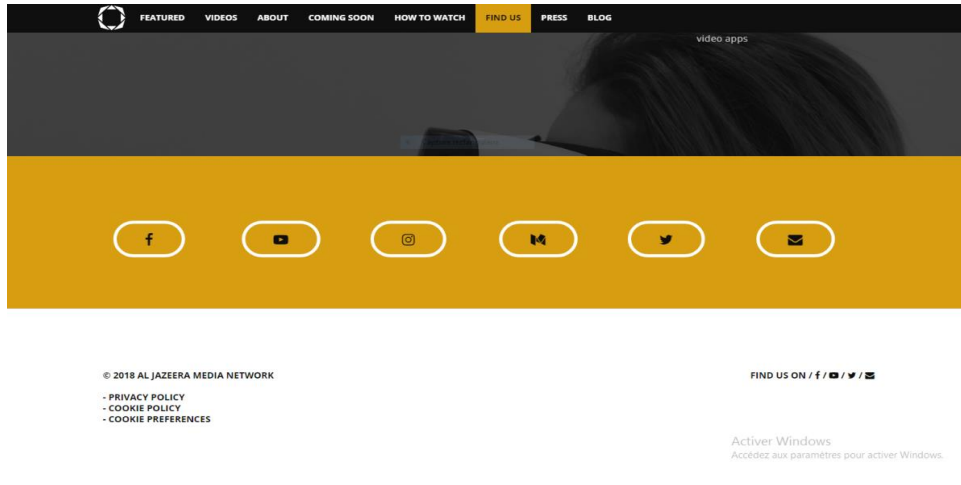 FEATURED VIDEOS ABOUT COMING SOON HOW TO WATCH FIND US PRESS BLOG
video apps
© 2018 AL JAZEERA MEDIA NETWORK
FIND US ON / f / / /
- PRIVACY POLICY
- COOKIE POLICY
- COOKIE PREFERENCES
Activer Windows
Accédez aux paramètres pour activer Windows.